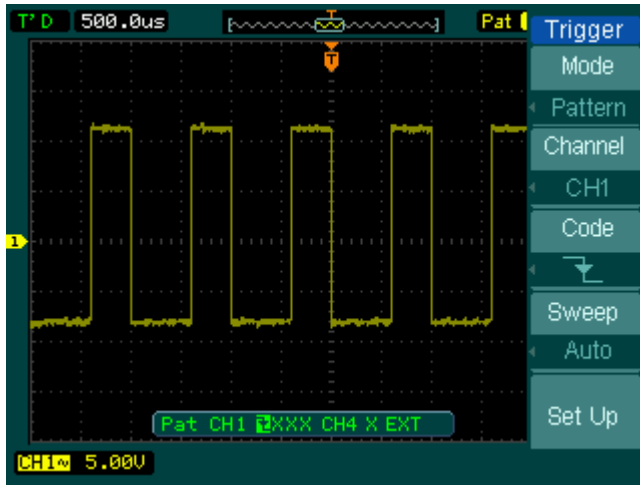 T'D 500.0us Pat
Trigger
T
Mode
Pattern
Channel
CH1
1
Code
Sweep
Auto
Set Up
Pat CH1 XXX CH4 X EXT
CH1~ 5.00V